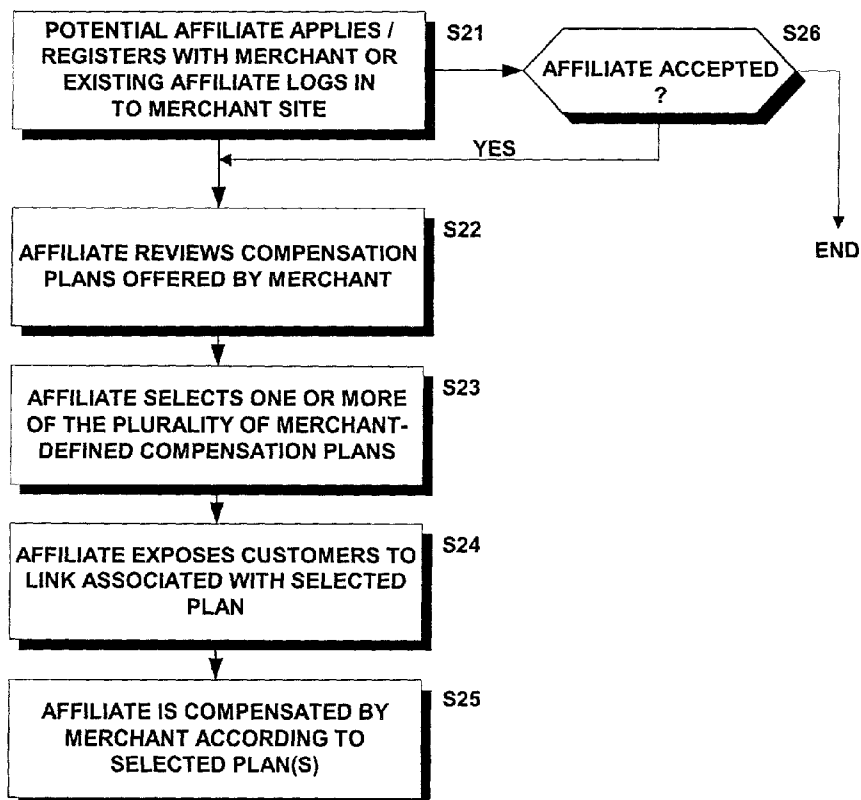 POTENTIAL AFFILIATE APPLIES /
REGISTERS WITH MERCHANT OR
EXISTING AFFILIATE LOGS IN
TO MERCHANT SITE
S21
AFFILIATE ACCEPTED
?
S26
YES
END
AFFILIATE REVIEWS COMPENSATION
PLANS OFFERED BY MERCHANT
S22
AFFILIATE SELECTS ONE OR MORE
OF THE PLURALITY OF MERCHANT-
DEFINED COMPENSATION PLANS
S23
AFFILIATE EXPOSES CUSTOMERS TO
LINK ASSOCIATED WITH SELECTED
PLAN
S24
AFFILIATE IS COMPENSATED BY
MERCHANT ACCORDING TO
SELECTED PLAN(S)
S25